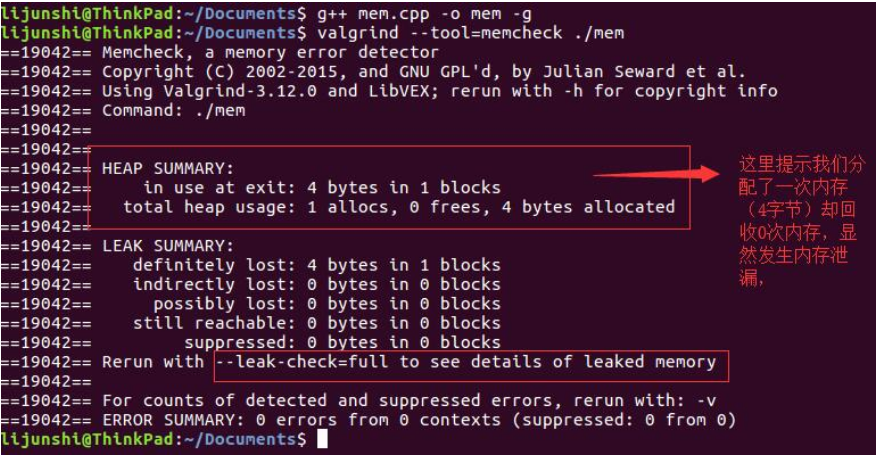 lijunshi@ThinkPad:~/Documents$ g++ mem.cpp -o mem -g
lijunshi@ThinkPad:~/Documents$ valgrind --tool=memcheck ./mem
==19042== Memcheck, a memory error detector
==19042== Copyright (C) 2002-2015, and GNU GPL'd, by Julian Seward et al.
==19042== Using Valgrind-3.12.0 and LibVEX; rerun with -h for copyright info
==19042== Command: ./mem
==19042==
==19042==
==19042== HEAP SUMMARY:
==19042==     in use at exit: 4 bytes in 1 blocks
==19042==   total heap usage: 1 allocs, 0 frees, 4 bytes allocated
==19042==
==19042== LEAK SUMMARY:
==19042==    definitely lost: 4 bytes in 1 blocks
==19042==    indirectly lost: 0 bytes in 0 blocks
==19042==      possibly lost: 0 bytes in 0 blocks
==19042==    still reachable: 0 bytes in 0 blocks
==19042==         suppressed: 0 bytes in 0 blocks
==19042== Rerun with --leak-check=full to see details of leaked memory
==19042==
==19042== For counts of detected and suppressed errors, rerun with: -v
==19042== ERROR SUMMARY: 0 errors from 0 contexts (suppressed: 0 from 0)
lijunshi@ThinkPad:~/Documents$
这里提示我们分
配了一次内存
（4字节）却回
收0次内存，显
然发生内存泄
漏，